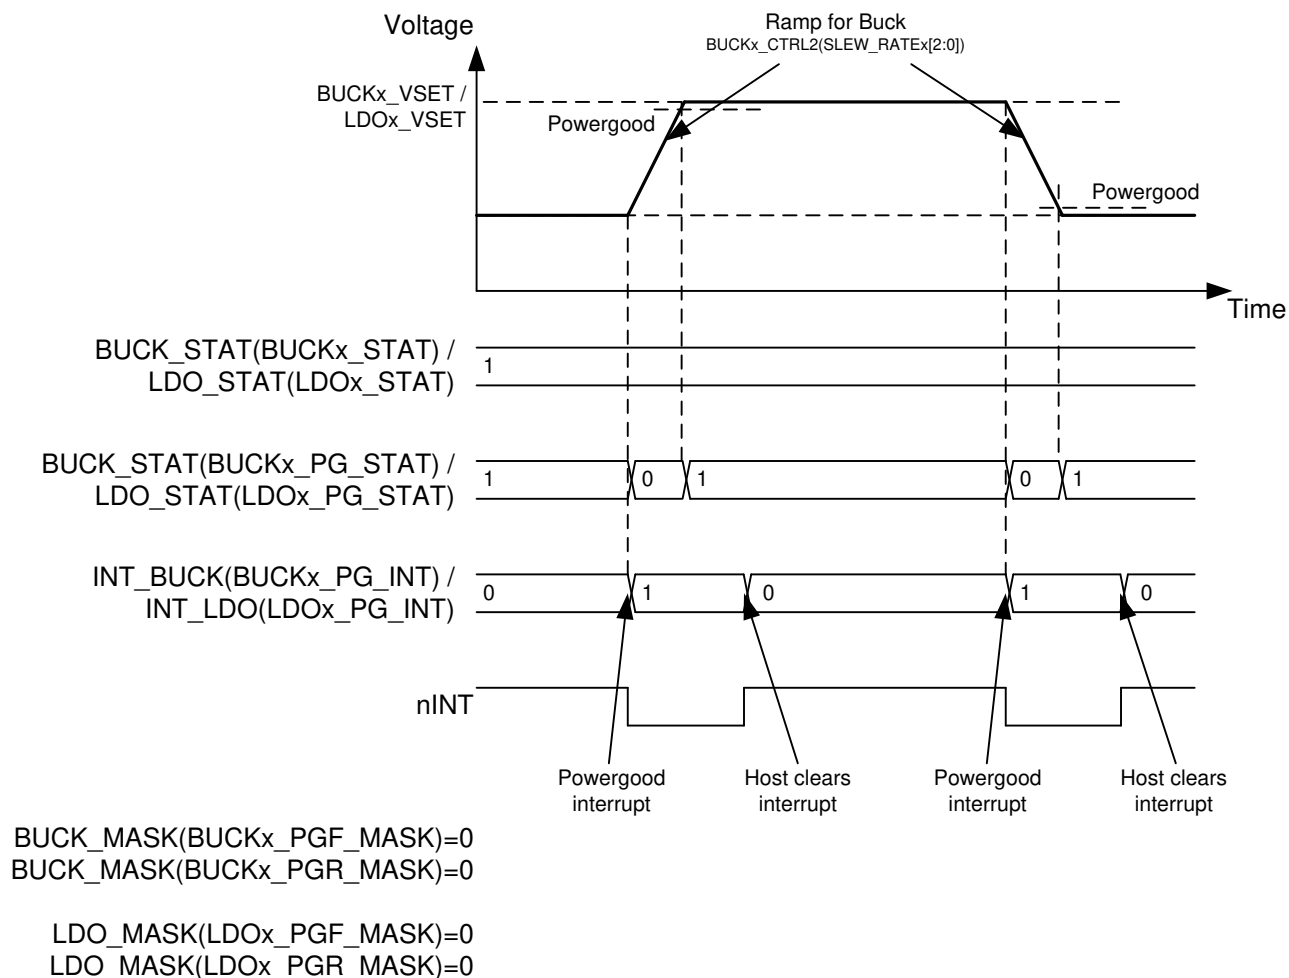 Voltage
Ramp for Buck
BUCKx_CTRL2(SLEW_RATEx[2:0])
BUCKx_VSET /
LDOx_VSET
Powergood
Powergood
Time
BUCK_STAT(BUCKx_STAT) /
LDO_STAT(LDOx_STAT)
1
BUCK_STAT(BUCKx_PG_STAT) /
LDO_STAT(LDOx_PG_STAT)
1 0 1 0 1
INT_BUCK(BUCKx_PG_INT) /
INT_LDO(LDOx_PG_INT)
0 1 0 1 0
nINT
Powergood
interrupt
Host clears
interrupt
Powergood
interrupt
Host clears
interrupt
BUCK_MASK(BUCKx_PGF_MASK)=0
BUCK_MASK(BUCKx_PGR_MASK)=0
LDO_MASK(LDOx_PGF_MASK)=0
LDO_MASK(LDOx_PGR_MASK)=0